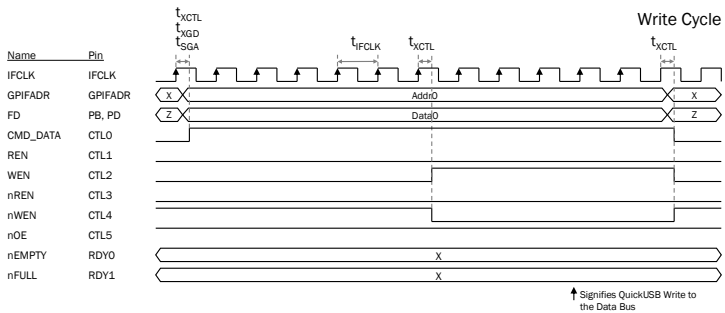 Write Cycle
tXCTL
tXGD
tSGA
tIFCLK
tXCTL
tXCTL
Name Pin
IFCLK IFCLK
GPIFADR GPIFADR X Addr0 X
FD PB, PD Z Data0 Z
CMD_DATA CTL0
REN CTL1
WEN CTL2
nREN CTL3
nWEN CTL4
nOE CTL5
nEMPTY RDY0 X
nFULL RDY1 X
Signifies QuickUSB Write to
the Data Bus